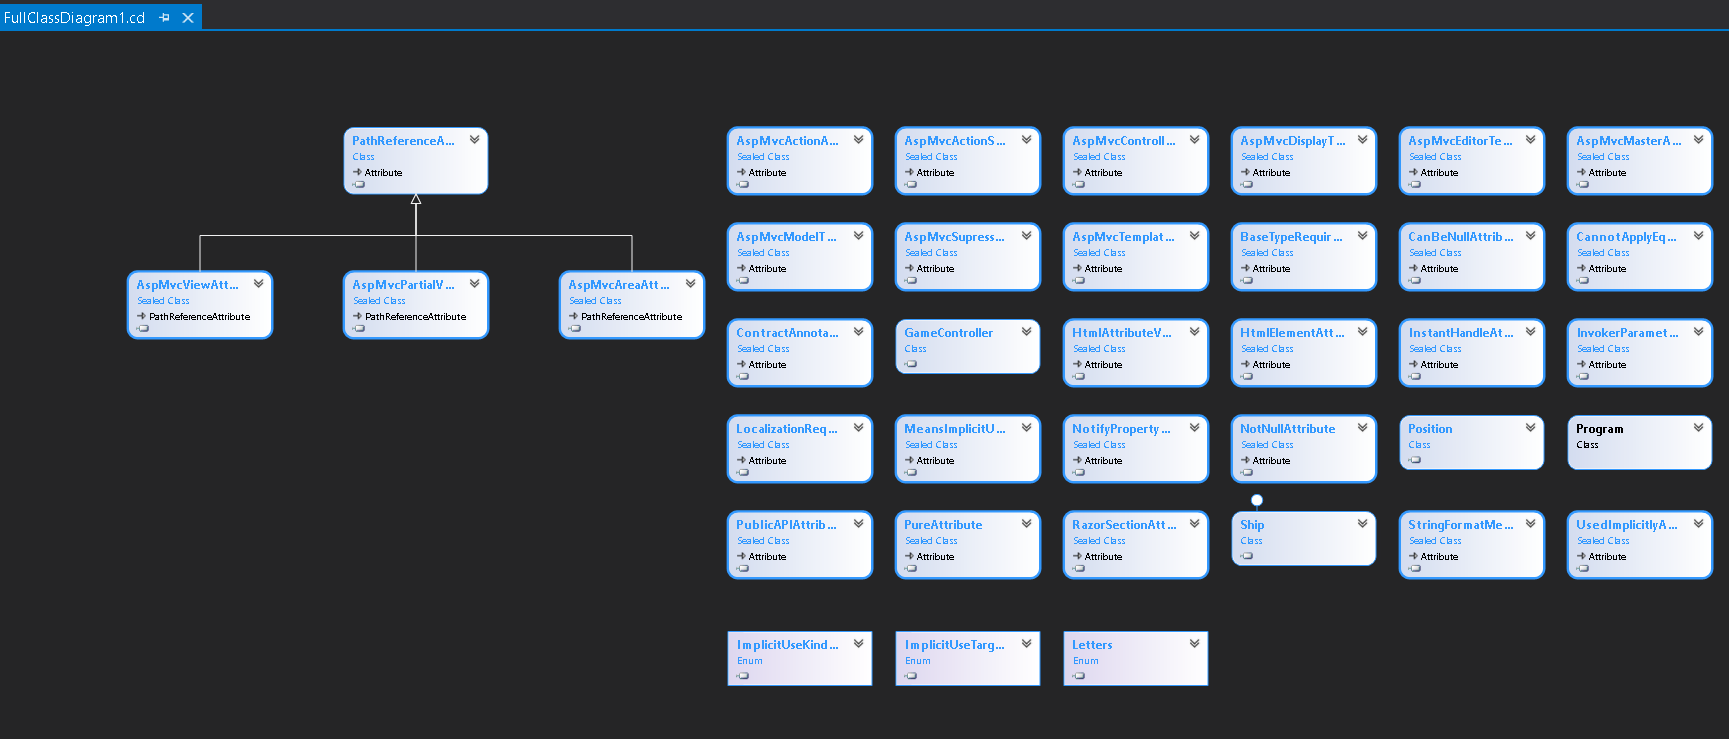 FullClassDiagram1.cd
PathReferenceA...
Class
Attribute
AspMvcViewAtt...
Sealed Class
PathReferenceAttribute
AspMvcPartialV...
Sealed Class
PathReferenceAttribute
AspMvcAreaAtt...
Sealed Class
PathReferenceAttribute
AspMvcActionA...
Sealed Class
Attribute
AspMvcActionS...
Sealed Class
Attribute
AspMvcControll...
Sealed Class
Attribute
AspMvcDisplayT...
Sealed Class
Attribute
AspMvcEditorTe...
Sealed Class
Attribute
AspMvcMasterA...
Sealed Class
Attribute
AspMvcModelT...
Sealed Class
Attribute
AspMvcSupress...
Sealed Class
Attribute
AspMvcTemplat...
Sealed Class
Attribute
BaseTypeRequir...
Sealed Class
Attribute
CanBeNullAttrib...
Sealed Class
Attribute
CannotApplyEq...
Sealed Class
Attribute
ContractAnnota...
Sealed Class
Attribute
GameController
Class
HtmlAttributeV...
Sealed Class
Attribute
HtmlElementAtt...
Sealed Class
Attribute
InstantHandleAt...
Sealed Class
Attribute
InvokerParamet...
Sealed Class
Attribute
LocalizationReq...
Sealed Class
Attribute
MeansImplicitU...
Sealed Class
Attribute
NotifyProperty...
Sealed Class
Attribute
NotNullAttribute
Sealed Class
Attribute
Position
Class
Program
Class
PublicAPIAttrib...
Sealed Class
Attribute
PureAttribute
Sealed Class
Attribute
RazorSectionAtt...
Sealed Class
Attribute
Ship
Class
StringFormatMe...
Sealed Class
Attribute
UsedImplicitlyA...
Sealed Class
Attribute
ImplicitUseKind...
Enum
ImplicitUseTarg...
Enum
Letters
Enum